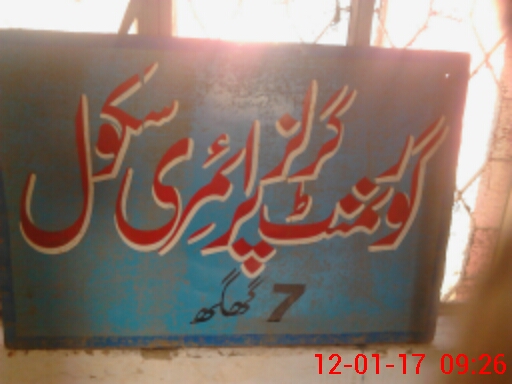 گورنمنٹ گرلز پرائمری سکول
7 گھگھ
12-01-17 09:26